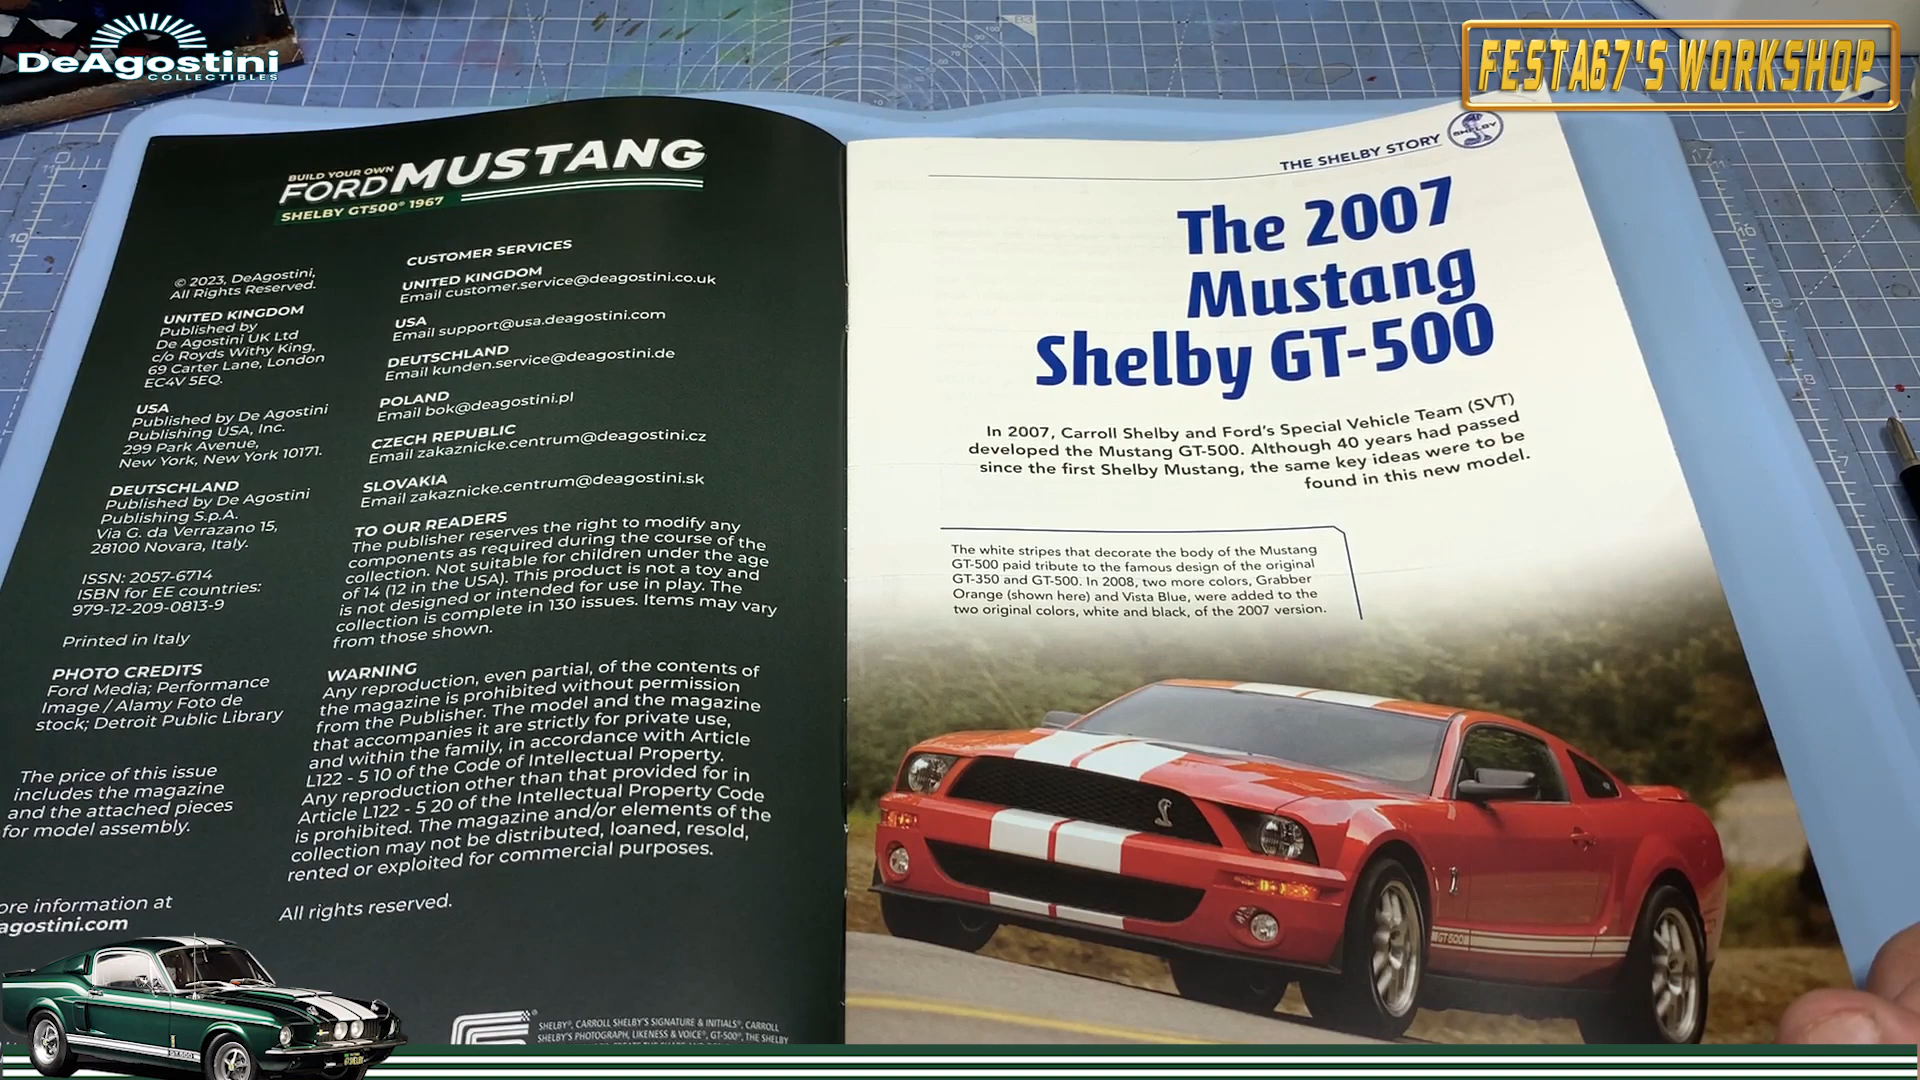 DeAgostini
COLLECTIBLES
FESTA67'S WORKSHOP
BUILD YOUR OWN
FORD MUSTANG
SHELBY GT500® 1967
© 2023, DeAgostini,
All Rights Reserved.
UNITED KINGDOM
Published by
De Agostini UK Ltd
c/o Royds Withy King,
69 Carter Lane, London
EC4V 5EQ.
USA
Published by De Agostini
Publishing USA, Inc.
299 Park Avenue,
New York, New York 10171.
DEUTSCHLAND
Published by De Agostini
Publishing S.p.A.
Via G. da Verrazano 15,
28100 Novara, Italy.
ISSN: 2057-6714
ISBN for EE countries:
979-12-209-0813-9
Printed in Italy
PHOTO CREDITS
Ford Media; Performance
Image / Alamy Foto de
stock; Detroit Public Library
The price of this issue
includes the magazine
and the attached pieces
for model assembly.
ore information at
agostini.com
CUSTOMER SERVICES
UNITED KINGDOM
Email customer.service@deagostini.co.uk
USA
Email support@usa.deagostini.com
DEUTSCHLAND
Email kunden.service@deagostini.de
POLAND
Email bok@deagostini.pl
CZECH REPUBLIC
Email zakaznicke.centrum@deagostini.cz
SLOVAKIA
Email zakaznicke.centrum@deagostini.sk
TO OUR READERS
The publisher reserves the right to modify any
components as required during the course of the
collection. Not suitable for children under the age
of 14 (12 in the USA). This product is not a toy and
is not designed or intended for use in play. The
collection is complete in 130 issues. Items may vary
from those shown.
WARNING
Any reproduction, even partial, of the contents of
the magazine is prohibited without permission
from the Publisher. The model and the magazine
that accompanies it are strictly for private use,
and within the family, in accordance with Article
L122 - 5 10 of the Code of Intellectual Property.
Any reproduction other than that provided for in
Article L122 - 5 20 of the Intellectual Property Code
is prohibited. The magazine and/or elements of the
collection may not be distributed, loaned, resold,
rented or exploited for commercial purposes.
All rights reserved.
SHELBY®, CARROLL SHELBY'S SIGNATURE & INITIALS®, CARROLL
SHELBY'S PHOTOGRAPH, LIKENESS & VOICE®, GT-500®, THE SHELBY
THE SHELBY STORY
SHELBY
The 2007
Mustang
Shelby GT-500
In 2007, Carroll Shelby and Ford's Special Vehicle Team (SVT)
developed the Mustang GT-500. Although 40 years had passed
since the first Shelby Mustang, the same key ideas were to be
found in this new model.
The white stripes that decorate the body of the Mustang
GT-500 paid tribute to the famous design of the original
GT-350 and GT-500. In 2008, two more colors, Grabber
Orange (shown here) and Vista Blue, were added to the
two original colors, white and black, of the 2007 version.
GT500
GT500